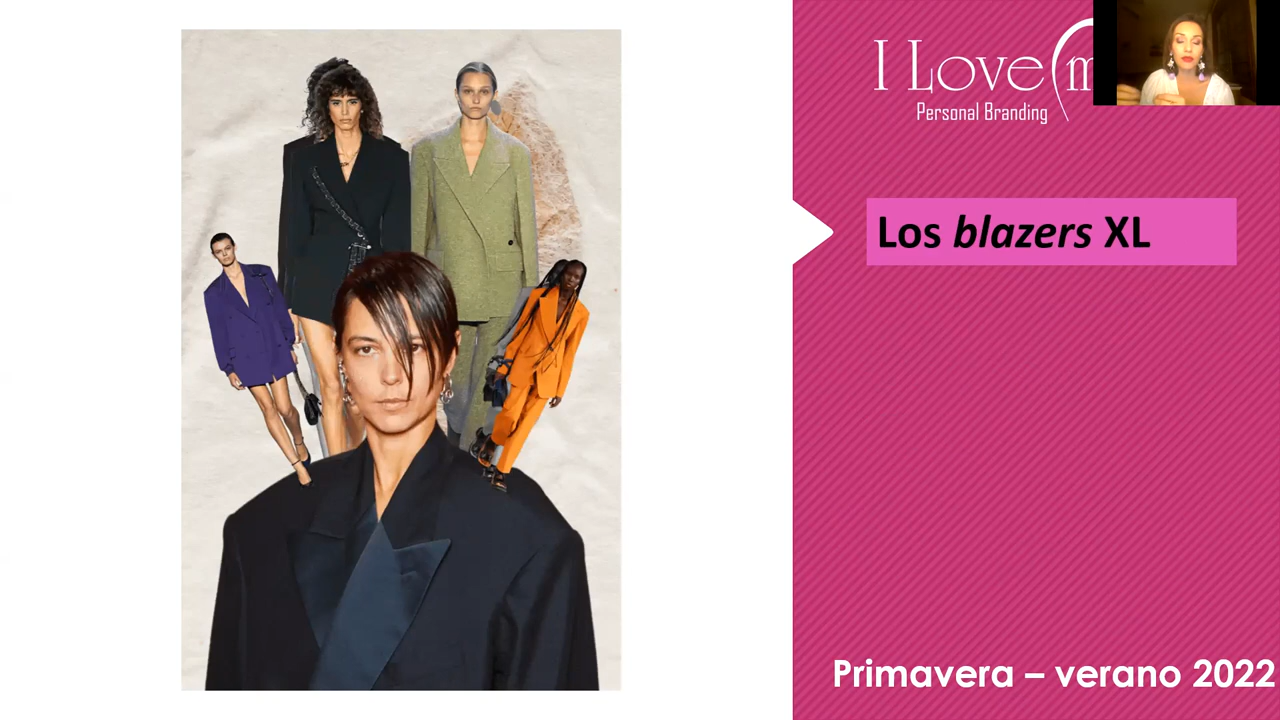 I Love m
Personal Branding
Los blazers XL
Primavera – verano 2022